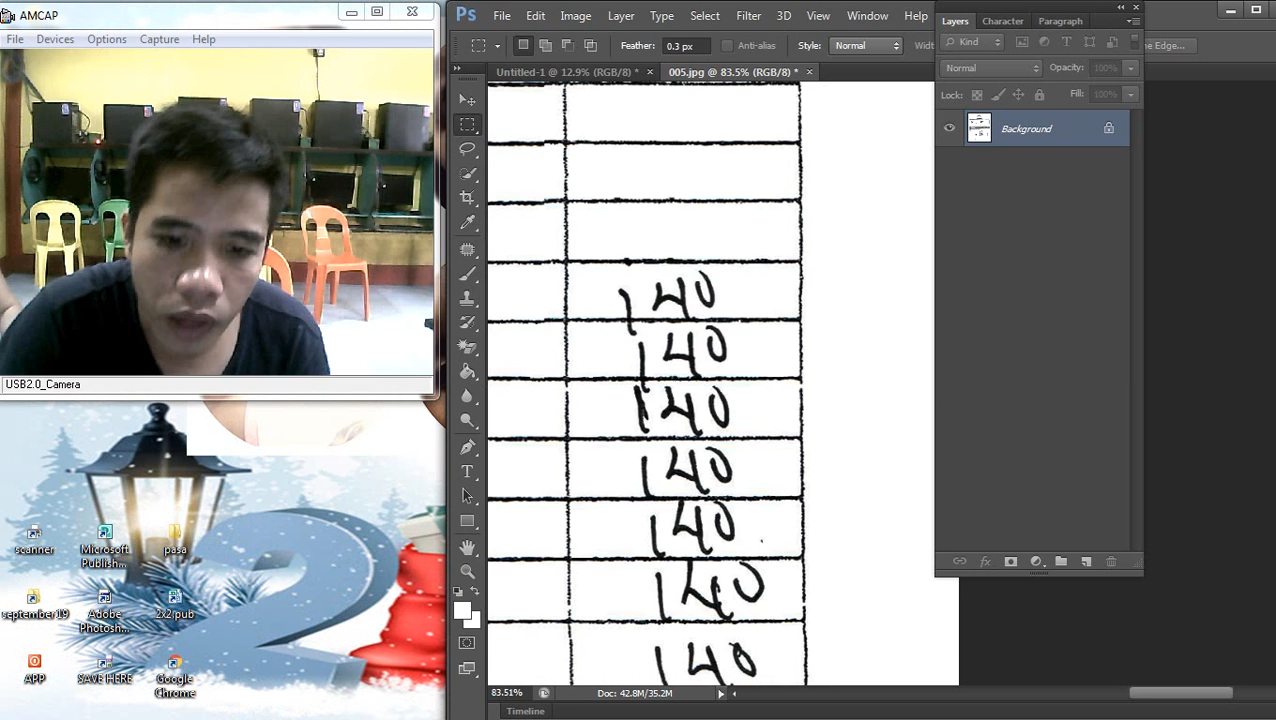 AMCAP
File Devices Options Capture Help
USB2.0_Camera
scanner
Microsoft Publish...
pasa
september19
Adobe Photosh...
2x2 pub
APP
SAVE HERE
Google Chrome
Ps File Edit Image Layer Type Select Filter 3D View Window Help
Feather: 0.3 px Anti-alias Style: Normal Widt
Untitled-1 @ 12.9% (RGB/8) * × 005.jpg @ 83.5% (RGB/8) * ×
140
140
140
140
140
140
140
83.51% Doc: 42.8M/35.2M
Timeline
Layers Character Paragraph
Kind
e Edge...
Normal Opacity: 100%
Lock: Fill: 100%
Background